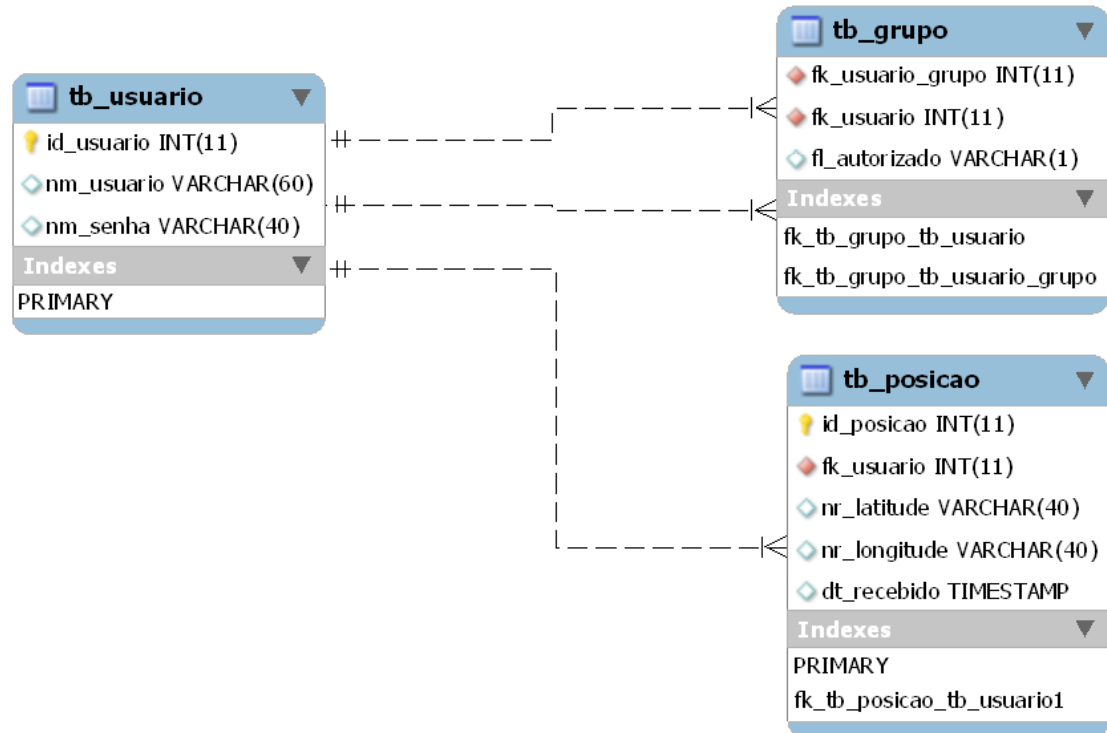 tb_usuario
id_usuario INT(11)
nm_usuario VARCHAR(60)
nm_senha VARCHAR(40)
Indexes
PRIMARY
tb_grupo
fk_usuario_grupo INT(11)
fk_usuario INT(11)
fl_autorizado VARCHAR(1)
Indexes
fk_tb_grupo_tb_usuario
fk_tb_grupo_tb_usuario_grupo
tb_posicao
id_posicao INT(11)
fk_usuario INT(11)
nr_latitude VARCHAR(40)
nr_longitude VARCHAR(40)
dt_recebido TIMESTAMP
Indexes
PRIMARY
fk_tb_posicao_tb_usuario1